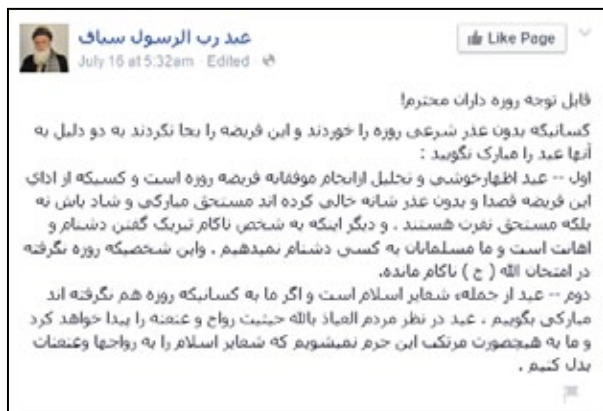 عبد رب الرسول سیاف
Like Page
July 16 at 5:32am · Edited ·
قابل توجه روزه داران محترم!
کسانیکه بدون عذر شرعی روزه را خوردند و این فریضه را بجا نکردند به دو دلیل به
آنها عید را مبارک نگویید :
اول -- عید اظهارخوشی و تجلیل ازانجام موفقانه فریضه روزه است و کسیکه از ادای
این فریضه قصدا و بدون عذر شانه خالی کرده اند مستحق مبارکی و شاد باش نه
بلکه مستحق نفرت هستند . و دیگر اینکه به شخص ناکام تبریک گفتن دشنام و
اهانت است و ما مسلمانان به کسی دشنام نمیدهیم . واین شخصیکه روزه نگرفته
در امتحان الله ( ج ) ناکام مانده.
دوم -- عید از جمله، شعایر اسلام است و اگر ما به کسانیکه روزه هم نگرفته اند
مبارکی بگوییم . عید در نظر مردم العیاذ بالله حیثیت رواج و عنعنه را پیدا خواهد کرد
و ما به هیچصورت مرتکب این جرم نمیشویم که شعایر اسلام را به رواجها وعنعنات
بدل کنیم .